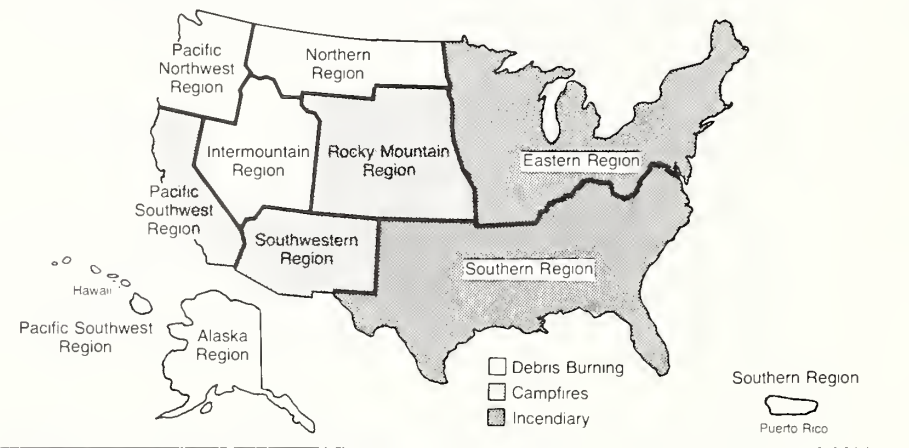 Pacific
Northwest
Region
Northern
Region
Intermountain
Region
Rocky Mountain
Region
Eastern Region
Pacific
Southwest
Region
Southwestern
Region
Southern Region
Hawaii
Pacific Southwest
Region
Alaska
Region
Debris Burning
Campfires
Incendiary
Southern Region
Puerto Rico